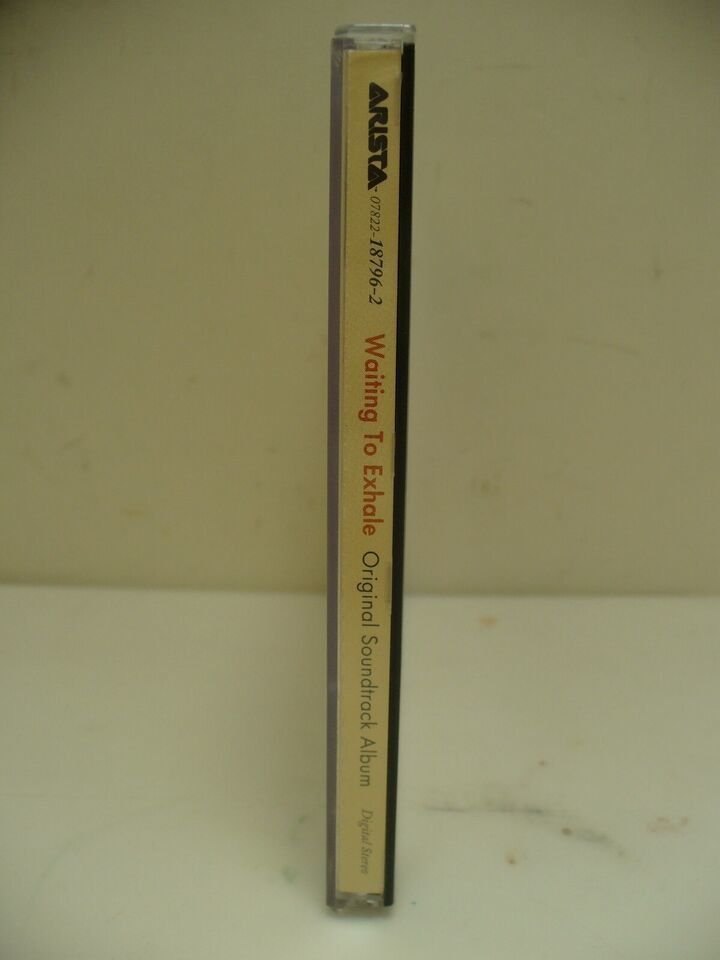 ARISTA 07822-18796-2 Waiting To Exhale Original Soundtrack Album Digital Stereo